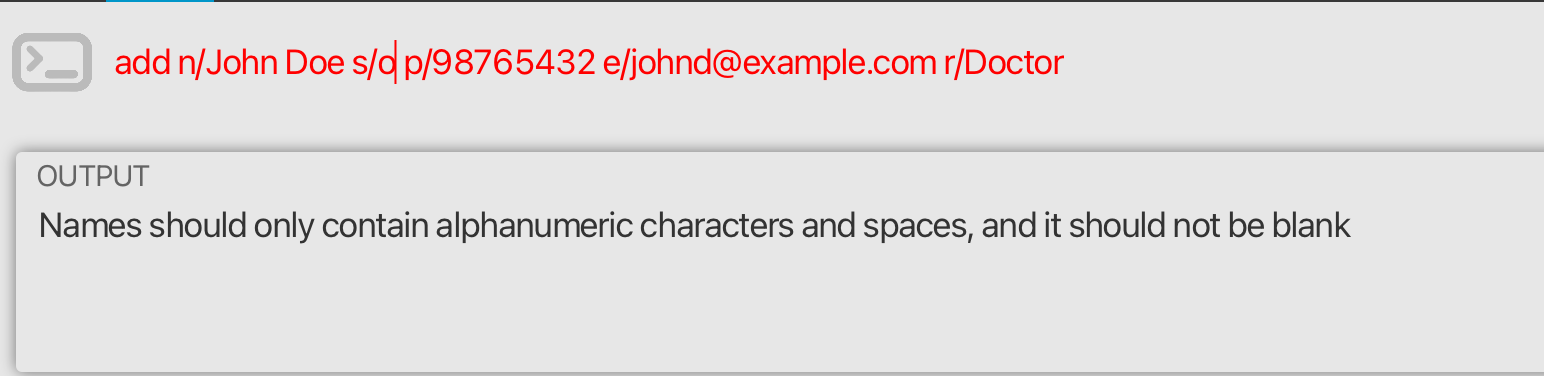 add n/John Doe s/o p/98765432 e/johnd@example.com r/Doctor
OUTPUT
Names should only contain alphanumeric characters and spaces, and it should not be blank